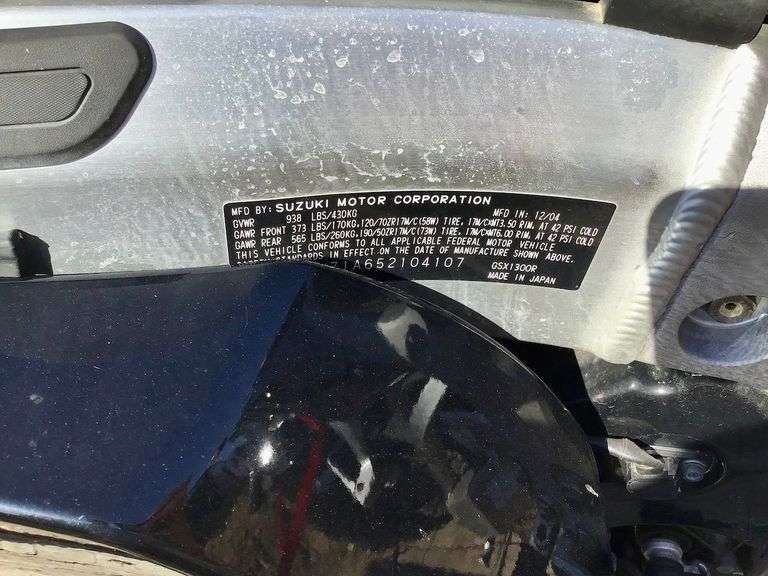 MFD BY: SUZUKI MOTOR CORPORATION MFD IN: 12/04
GVWR 938 LBS/430KG
GAWR FRONT 373 LBS/170KG,120/70ZR17M/C(58W) TIRE, 17M/C×MT3.50 RIM, AT 42 PSI COLD
GAWR REAR 565 LBS/260KG,190/50ZR17M/C(73W) TIRE, 17M/C×MT6.00 RIM, AT 42 PSI COLD
THIS VEHICLE CONFORMS TO ALL APPLICABLE FEDERAL MOTOR VEHICLE
SAFETY STANDARDS IN EFFECT ON THE DATE OF MANUFACTURE SHOWN ABOVE.
1A652104107 GSX1300R
MADE IN JAPAN